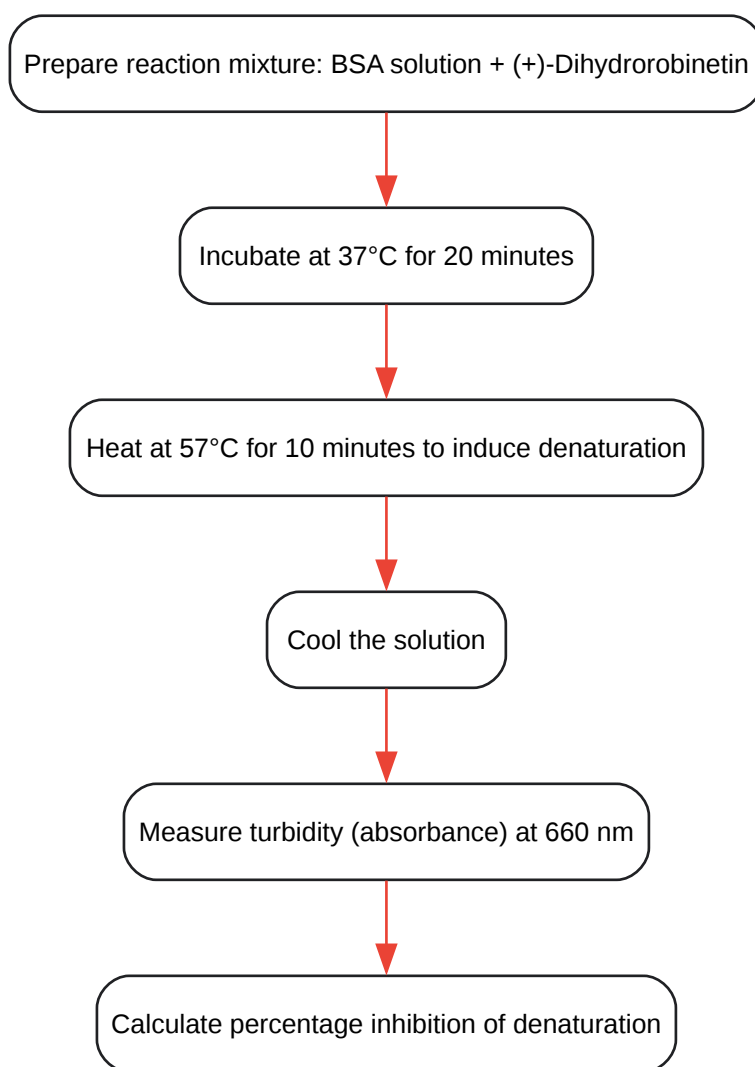 Prepare reaction mixture: BSA solution + (+)-Dihydrorobinetin
Incubate at 37°C for 20 minutes
Heat at 57°C for 10 minutes to induce denaturation
Cool the solution
Measure turbidity (absorbance) at 660 nm
Calculate percentage inhibition of denaturation